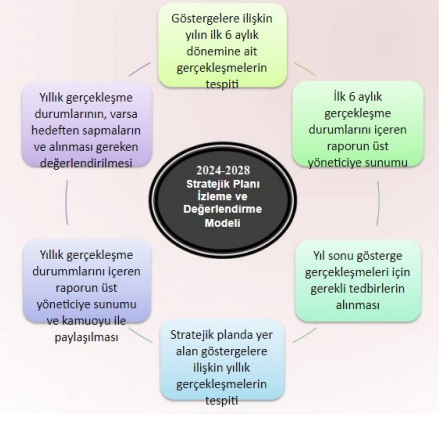 Göstergelere ilişkin
yılın ilk 6 aylık
dönemine ait
gerçekleşmelerin
tespiti
İlk 6 aylık
gerçekleşme
durumlarını içeren
raporun üst
yöneticiye sunumu
Yıl sonu gösterge
gerçekleşmeleri için
gerekli tedbirlerin
alınması
Stratejik planda yer
alan göstergelere
ilişkin yıllık
gerçekleşmelerin
tespiti
Yıllık gerçekleşme
durummlarını içeren
raporun üst
yöneticiye sunumu
ve kamuoyu ile
paylaşılması
Yıllık gerçekleşme
durumlarının, varsa
hedeften sapmaların
ve alınması gereken
değerlendirilmesi
2024-2028
Stratejik Planı
İzleme ve
Değerlendirme
Modeli